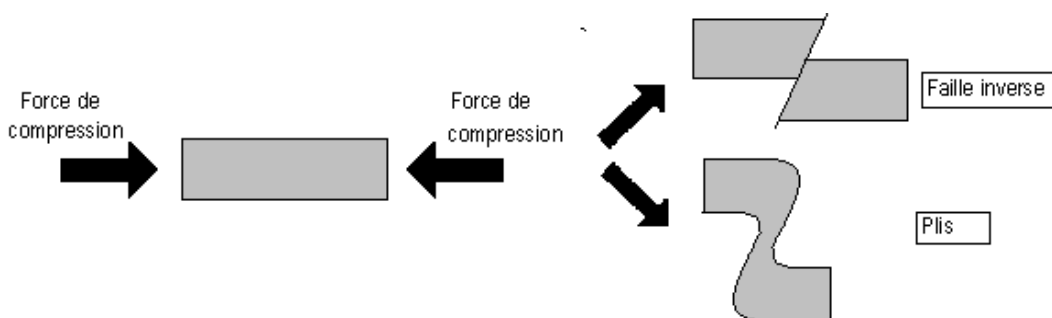 Force de
compression
Force de
compression
Faille inverse
Plis